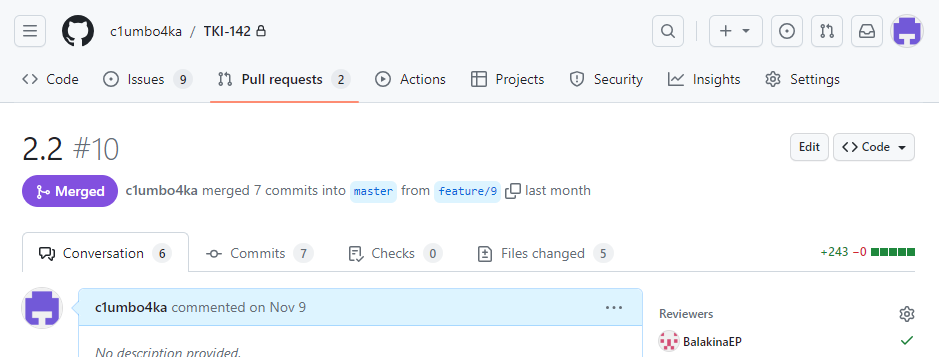 c1umbo4ka / TKI-142
Code Issues 9 Pull requests 2 Actions Projects Security Insights Settings
2.2 #10 Edit Code
Merged c1umbo4ka merged 7 commits into master from feature/9 last month
Conversation 6 Commits 7 Checks 0 Files changed 5 +243 −0
c1umbo4ka commented on Nov 9
Reviewers
No description provided.
BalakinaEP